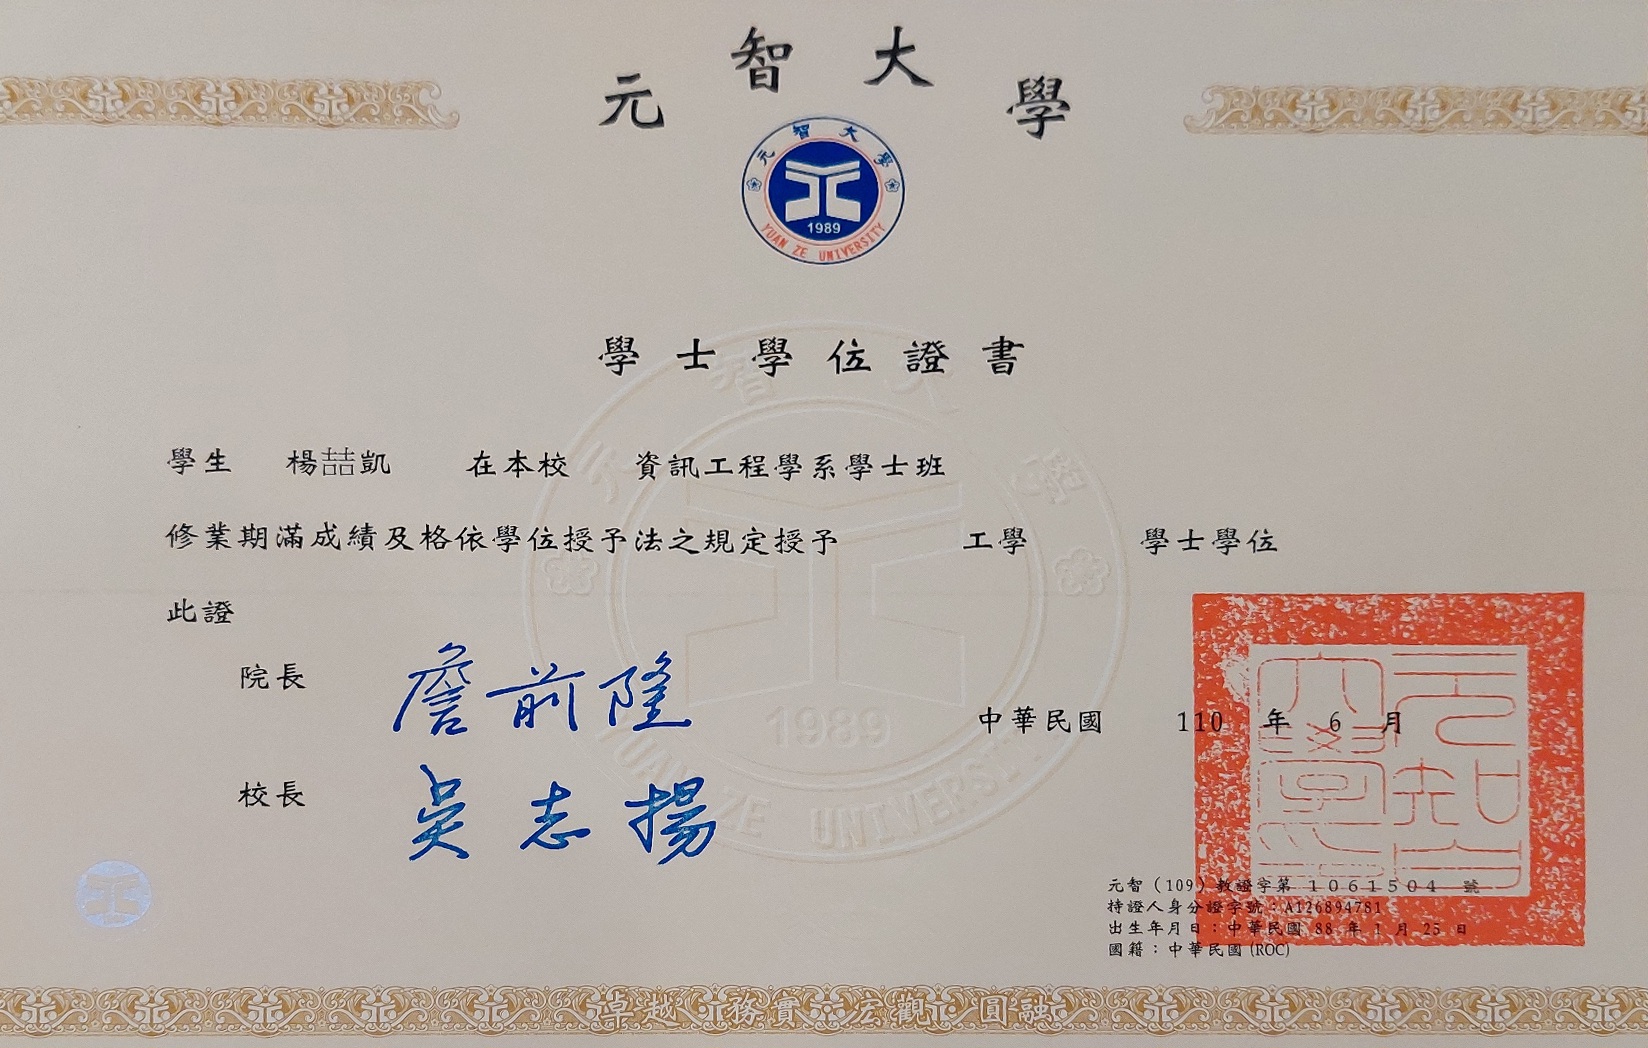 元智大學
元智大學
1989
YUAN ZE UNIVERSITY
學士學位證書
學生 楊喆凱 在本校 資訊工程學系學士班
修業期滿成績及格依學位授予法之規定授予 工學 學士學位
此證
院長 詹前隆
中華民國 110 年 6 月
校長 吳志揚
元智大學
1989
YUAN ZE UNIVERSITY
元智(109)教證字第 1061504 號
持證人身分證字號:A126894781
出生年月日:中華民國 88 年 1 月 25 日
國籍:中華民國(ROC)
卓越 務實 宏觀 圓融